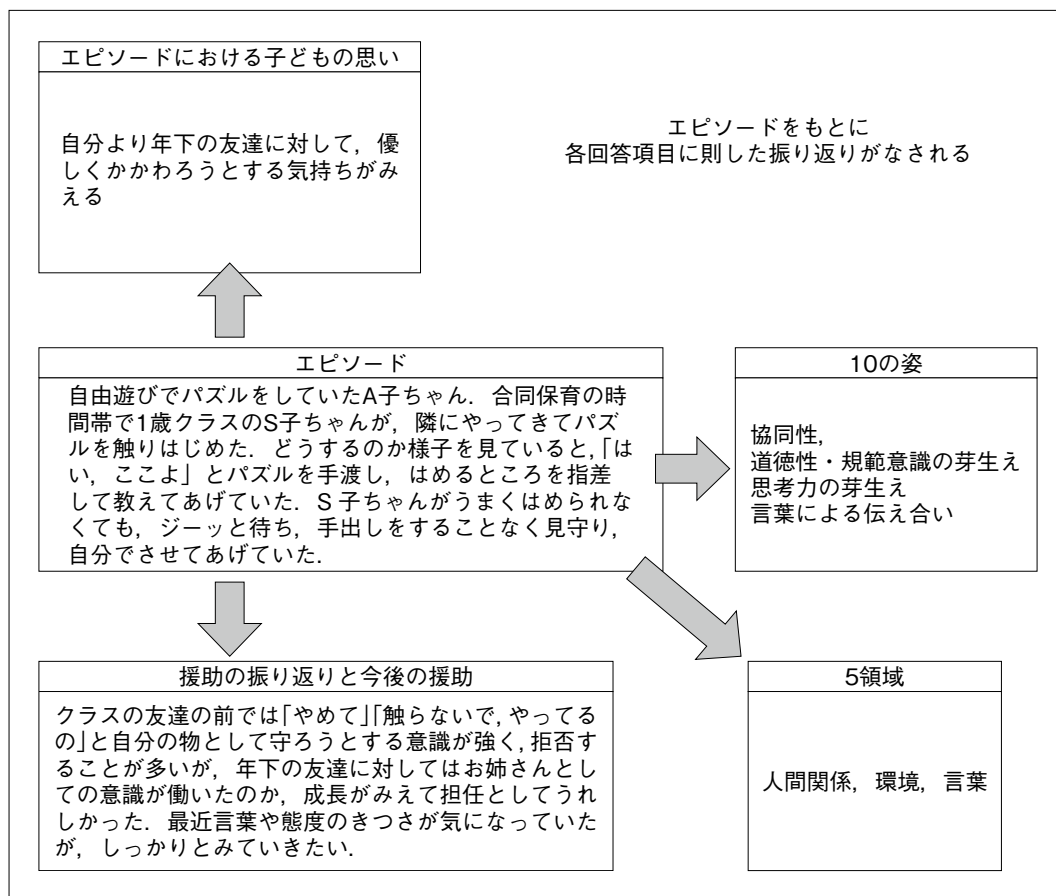 エピソードにおける子どもの思い
自分より年下の友達に対して，優
しくかかわろうとする気持ちがみ
える
エピソードをもとに
各回答項目に則した振り返りがなされる
エピソード
自由遊びでパズルをしていたA子ちゃん．合同保育の時
間帯で1歳クラスのS子ちゃんが，隣にやってきてパズ
ルを触りはじめた．どうするのか様子を見ていると，「は
い，ここよ」とパズルを手渡し，はめるところを指差
して教えてあげていた．S子ちゃんがうまくはめられな
くても，ジーッと待ち，手出しをすることなく見守り，
自分でさせてあげていた．
10の姿
協同性，
道徳性・規範意識の芽生え
思考力の芽生え
言葉による伝え合い
援助の振り返りと今後の援助
クラスの友達の前では「やめて」「触らないで，やってる
の」と自分の物として守ろうとする意識が強く，拒否す
ることが多いが，年下の友達に対してはお姉さんとし
ての意識が働いたのか，成長がみえて担任としてうれ
しかった．最近言葉や態度のきつさが気になっていた
が，しっかりとみていきたい．
5領域
人間関係，環境，言葉